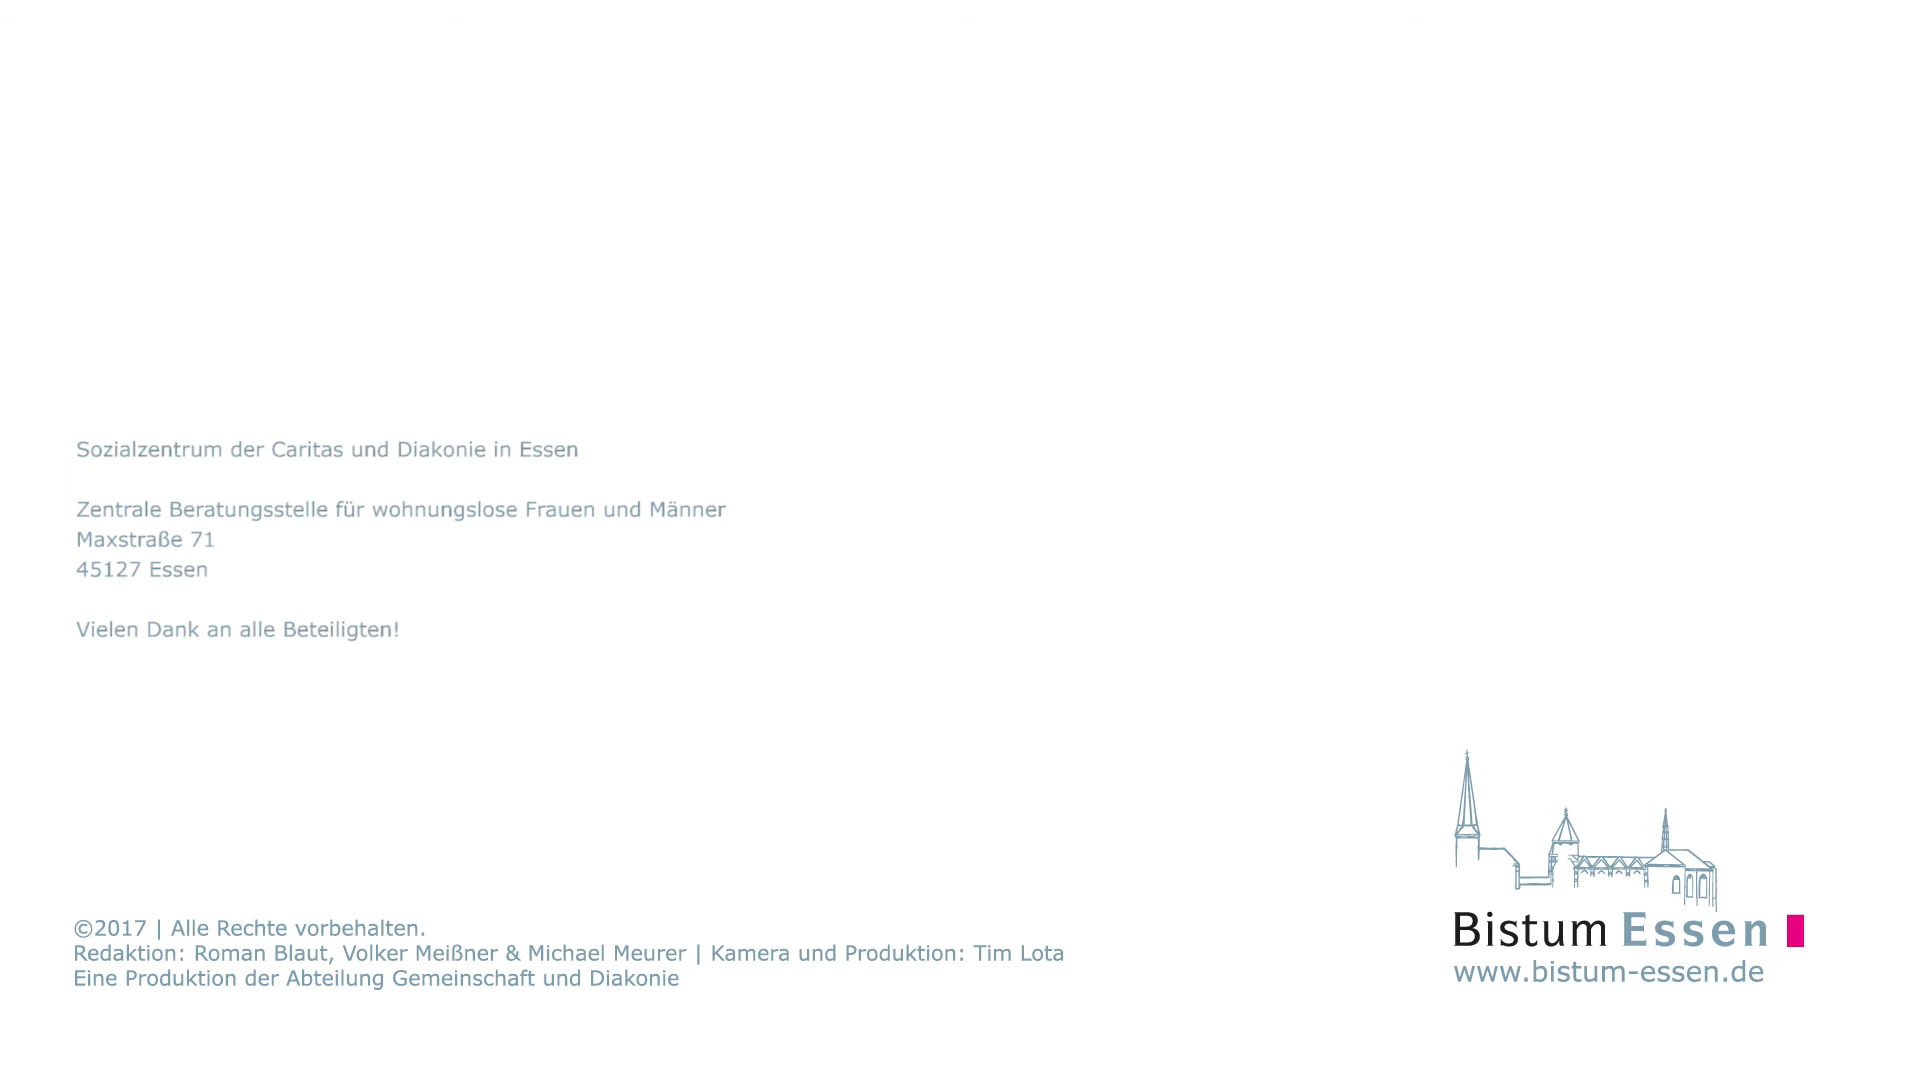 Sozialzentrum der Caritas und Diakonie in Essen
Zentrale Beratungsstelle für wohnungslose Frauen und Männer
Maxstraße 71
45127 Essen
Vielen Dank an alle Beteiligten!
©2017 | Alle Rechte vorbehalten.
Redaktion: Roman Blaut, Volker Meißner & Michael Meurer | Kamera und Produktion: Tim Lota
Eine Produktion der Abteilung Gemeinschaft und Diakonie
Bistum Essen
www.bistum-essen.de